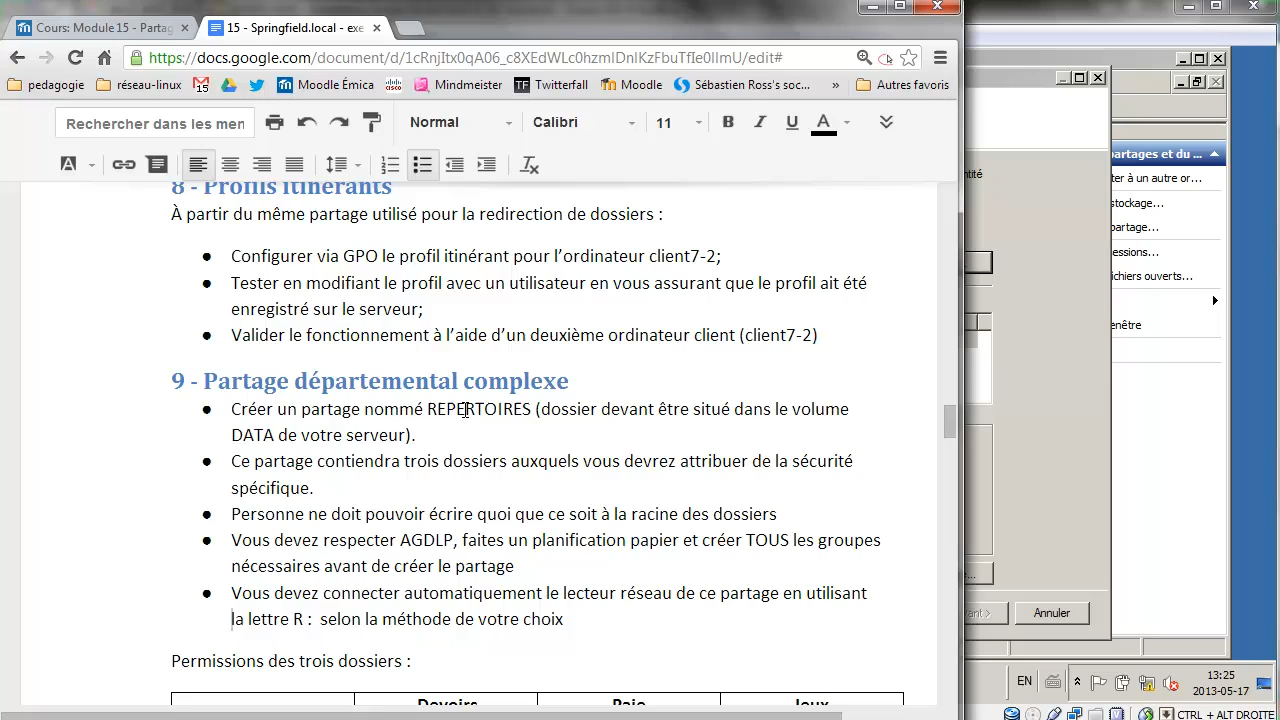 Cours: Module 15 - Partag
15 - Springfield.local - exe
https://docs.google.com/document/d/1cRnjItx0qA06_c8XEdWLc0hzmlDnlKzFbuTfIe0lImU/edit#
pedagogie
réseau-linux
15
Moodle Émica
Mindmeister
TF Twitterfall
Moodle
Sébastien Ross's soc...
»
Autres favoris
Rechercher dans les men
Normal
Calibri
11
B I U A
A
8 - Profils itinérants
À partir du même partage utilisé pour la redirection de dossiers :
● Configurer via GPO le profil itinérant pour l'ordinateur client7-2;
● Tester en modifiant le profil avec un utilisateur en vous assurant que le profil ait été
enregistré sur le serveur;
● Valider le fonctionnement à l'aide d'un deuxième ordinateur client (client7-2)
9 - Partage départemental complexe
● Créer un partage nommé REPERTOIRES (dossier devant être situé dans le volume
DATA de votre serveur).
● Ce partage contiendra trois dossiers auxquels vous devrez attribuer de la sécurité
spécifique.
● Personne ne doit pouvoir écrire quoi que ce soit à la racine des dossiers
● Vous devez respecter AGDLP, faites un planification papier et créer TOUS les groupes
nécessaires avant de créer le partage
● Vous devez connecter automatiquement le lecteur réseau de ce partage en utilisant
la lettre R : selon la méthode de votre choix
Permissions des trois dossiers :
Devoirs
Paie
Jeux
ntité
artages et du ...
ter à un autre or...
stockage...
partage...
essions...
ichiers ouverts...
enêtre
e...
vant >
Annuler
EN
13:25
2013-05-17
CTRL + ALT DROITE